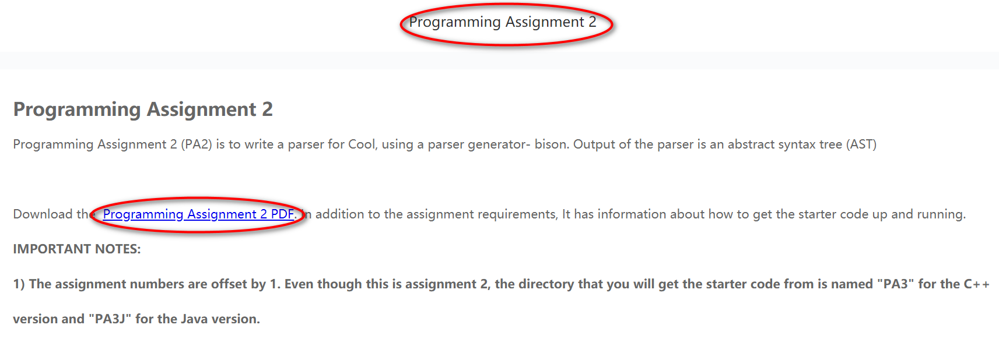 Programming Assignment 2
Programming Assignment 2
Programming Assignment 2 (PA2) is to write a parser for Cool, using a parser generator- bison. Output of the parser is an abstract syntax tree (AST)
Download the Programming Assignment 2 PDF. In addition to the assignment requirements, It has information about how to get the starter code up and running.
IMPORTANT NOTES:
1) The assignment numbers are offset by 1. Even though this is assignment 2, the directory that you will get the starter code from is named "PA3" for the C++
version and "PA3J" for the Java version.